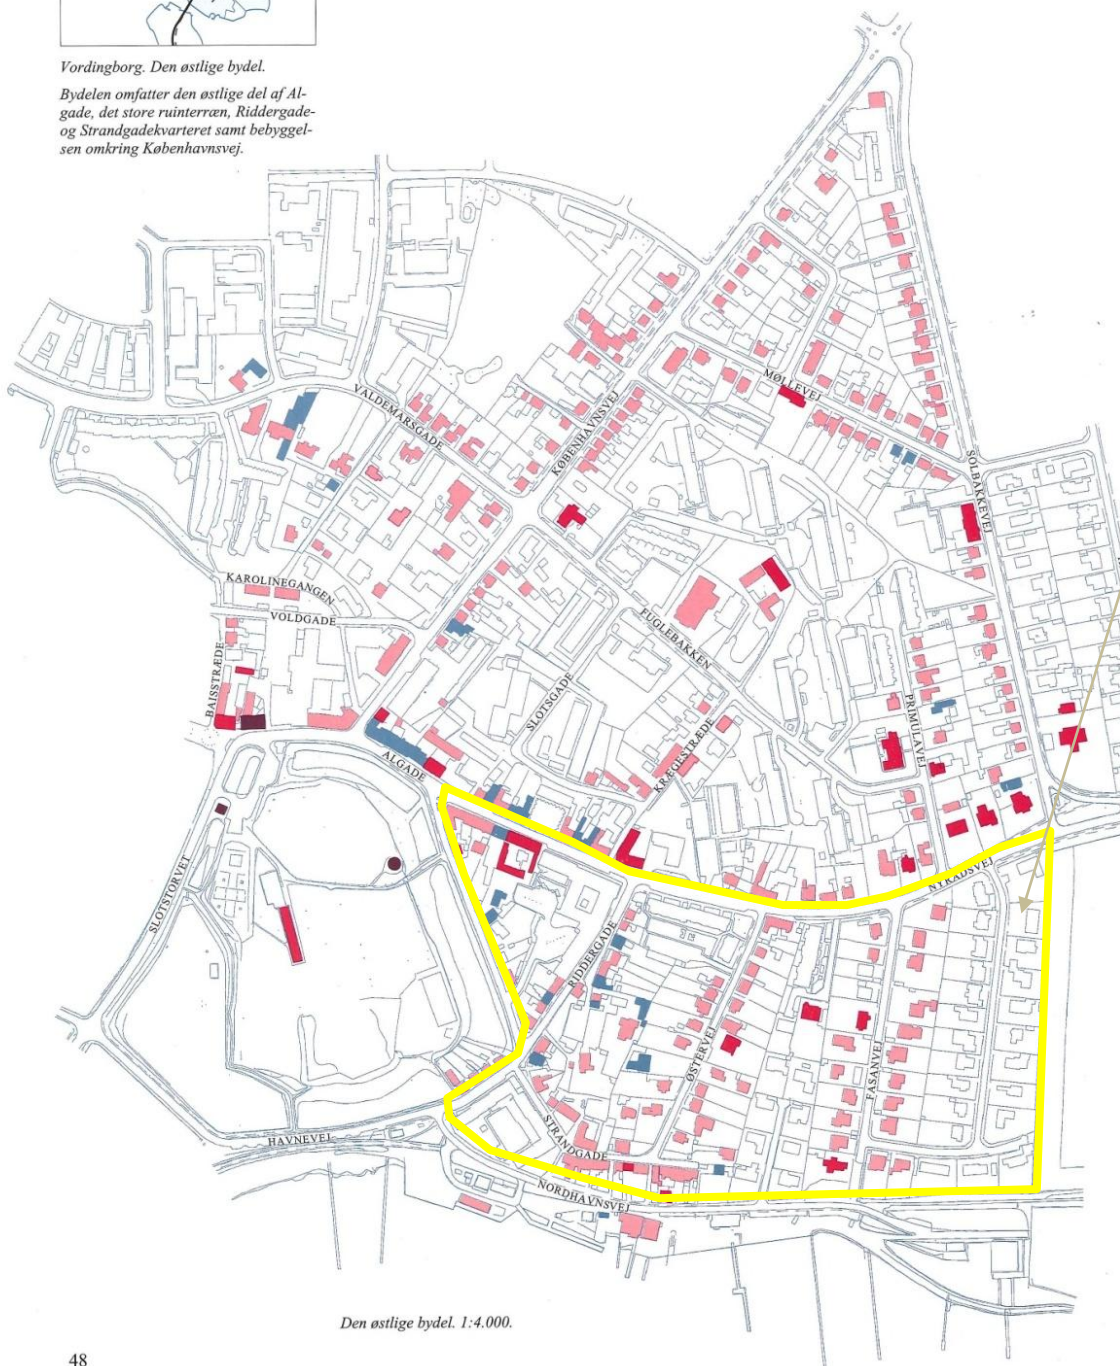 Vordingborg. Den østlige bydel.
Bydelen omfatter den østlige del af Al-
gade, det store ruinterræn, Riddergade-
og Strandgadekvarteret samt bebyggel-
sen omkring Københavnsvej.
VALDEMARSGADE
KØBENHAVNSVEJ
MØLLEVEJ
SOLBAKKEVEJ
KAROLINEGANGEN
VOLDGADE
BAISSTRÆDE
FUGLEBAKKEN
SLOTSGADE
KRÆGESTRÆDE
PRIMULAVEJ
ALGADE
SLOTSTORVET
NYRÅDSVEJ
RIDDERGADE
ØSTERVEJ
FASANVEJ
STRANDGADE
HAVNEVEJ
NORDHAVNSVEJ
Den østlige bydel. 1:4.000.
48